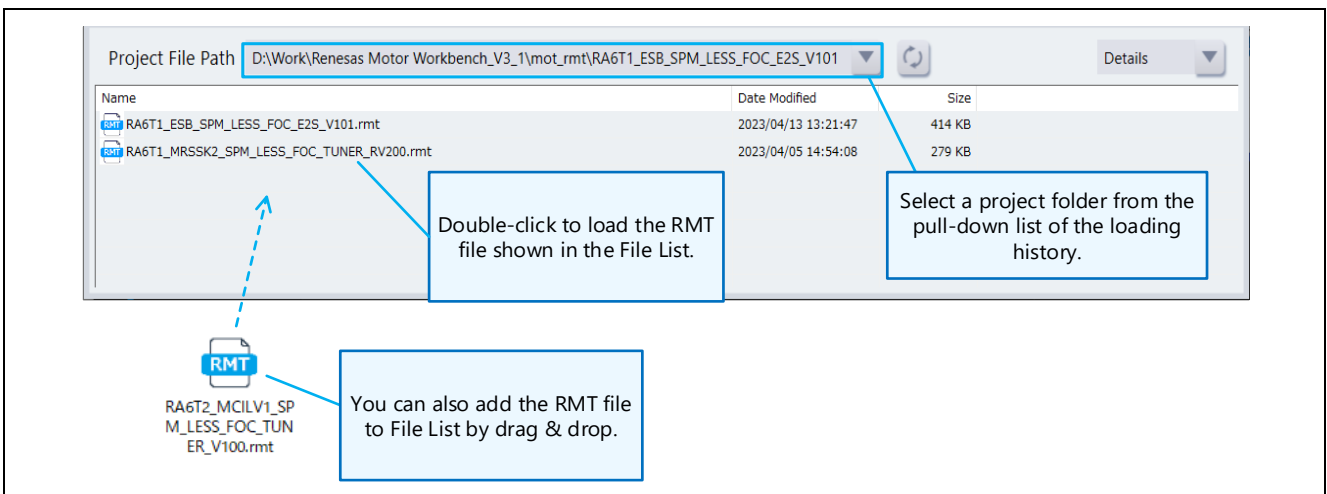 Project File Path D:\Work\Renesas Motor Workbench_V3_1\mot_rmt\RA6T1_ESB_SPM_LESS_FOC_E2S_V101 Details
Name Date Modified Size
RMT RA6T1_ESB_SPM_LESS_FOC_E2S_V101.rmt 2023/04/13 13:21:47 414 KB
RMT RA6T1_MRSSK2_SPM_LESS_FOC_TUNER_RV200.rmt 2023/04/05 14:54:08 279 KB
Double-click to load the RMT
file shown in the File List.
Select a project folder from the
pull-down list of the loading
history.
RMT
RA6T2_MCILV1_SP
M_LESS_FOC_TUN
ER_V100.rmt
You can also add the RMT file
to File List by drag & drop.